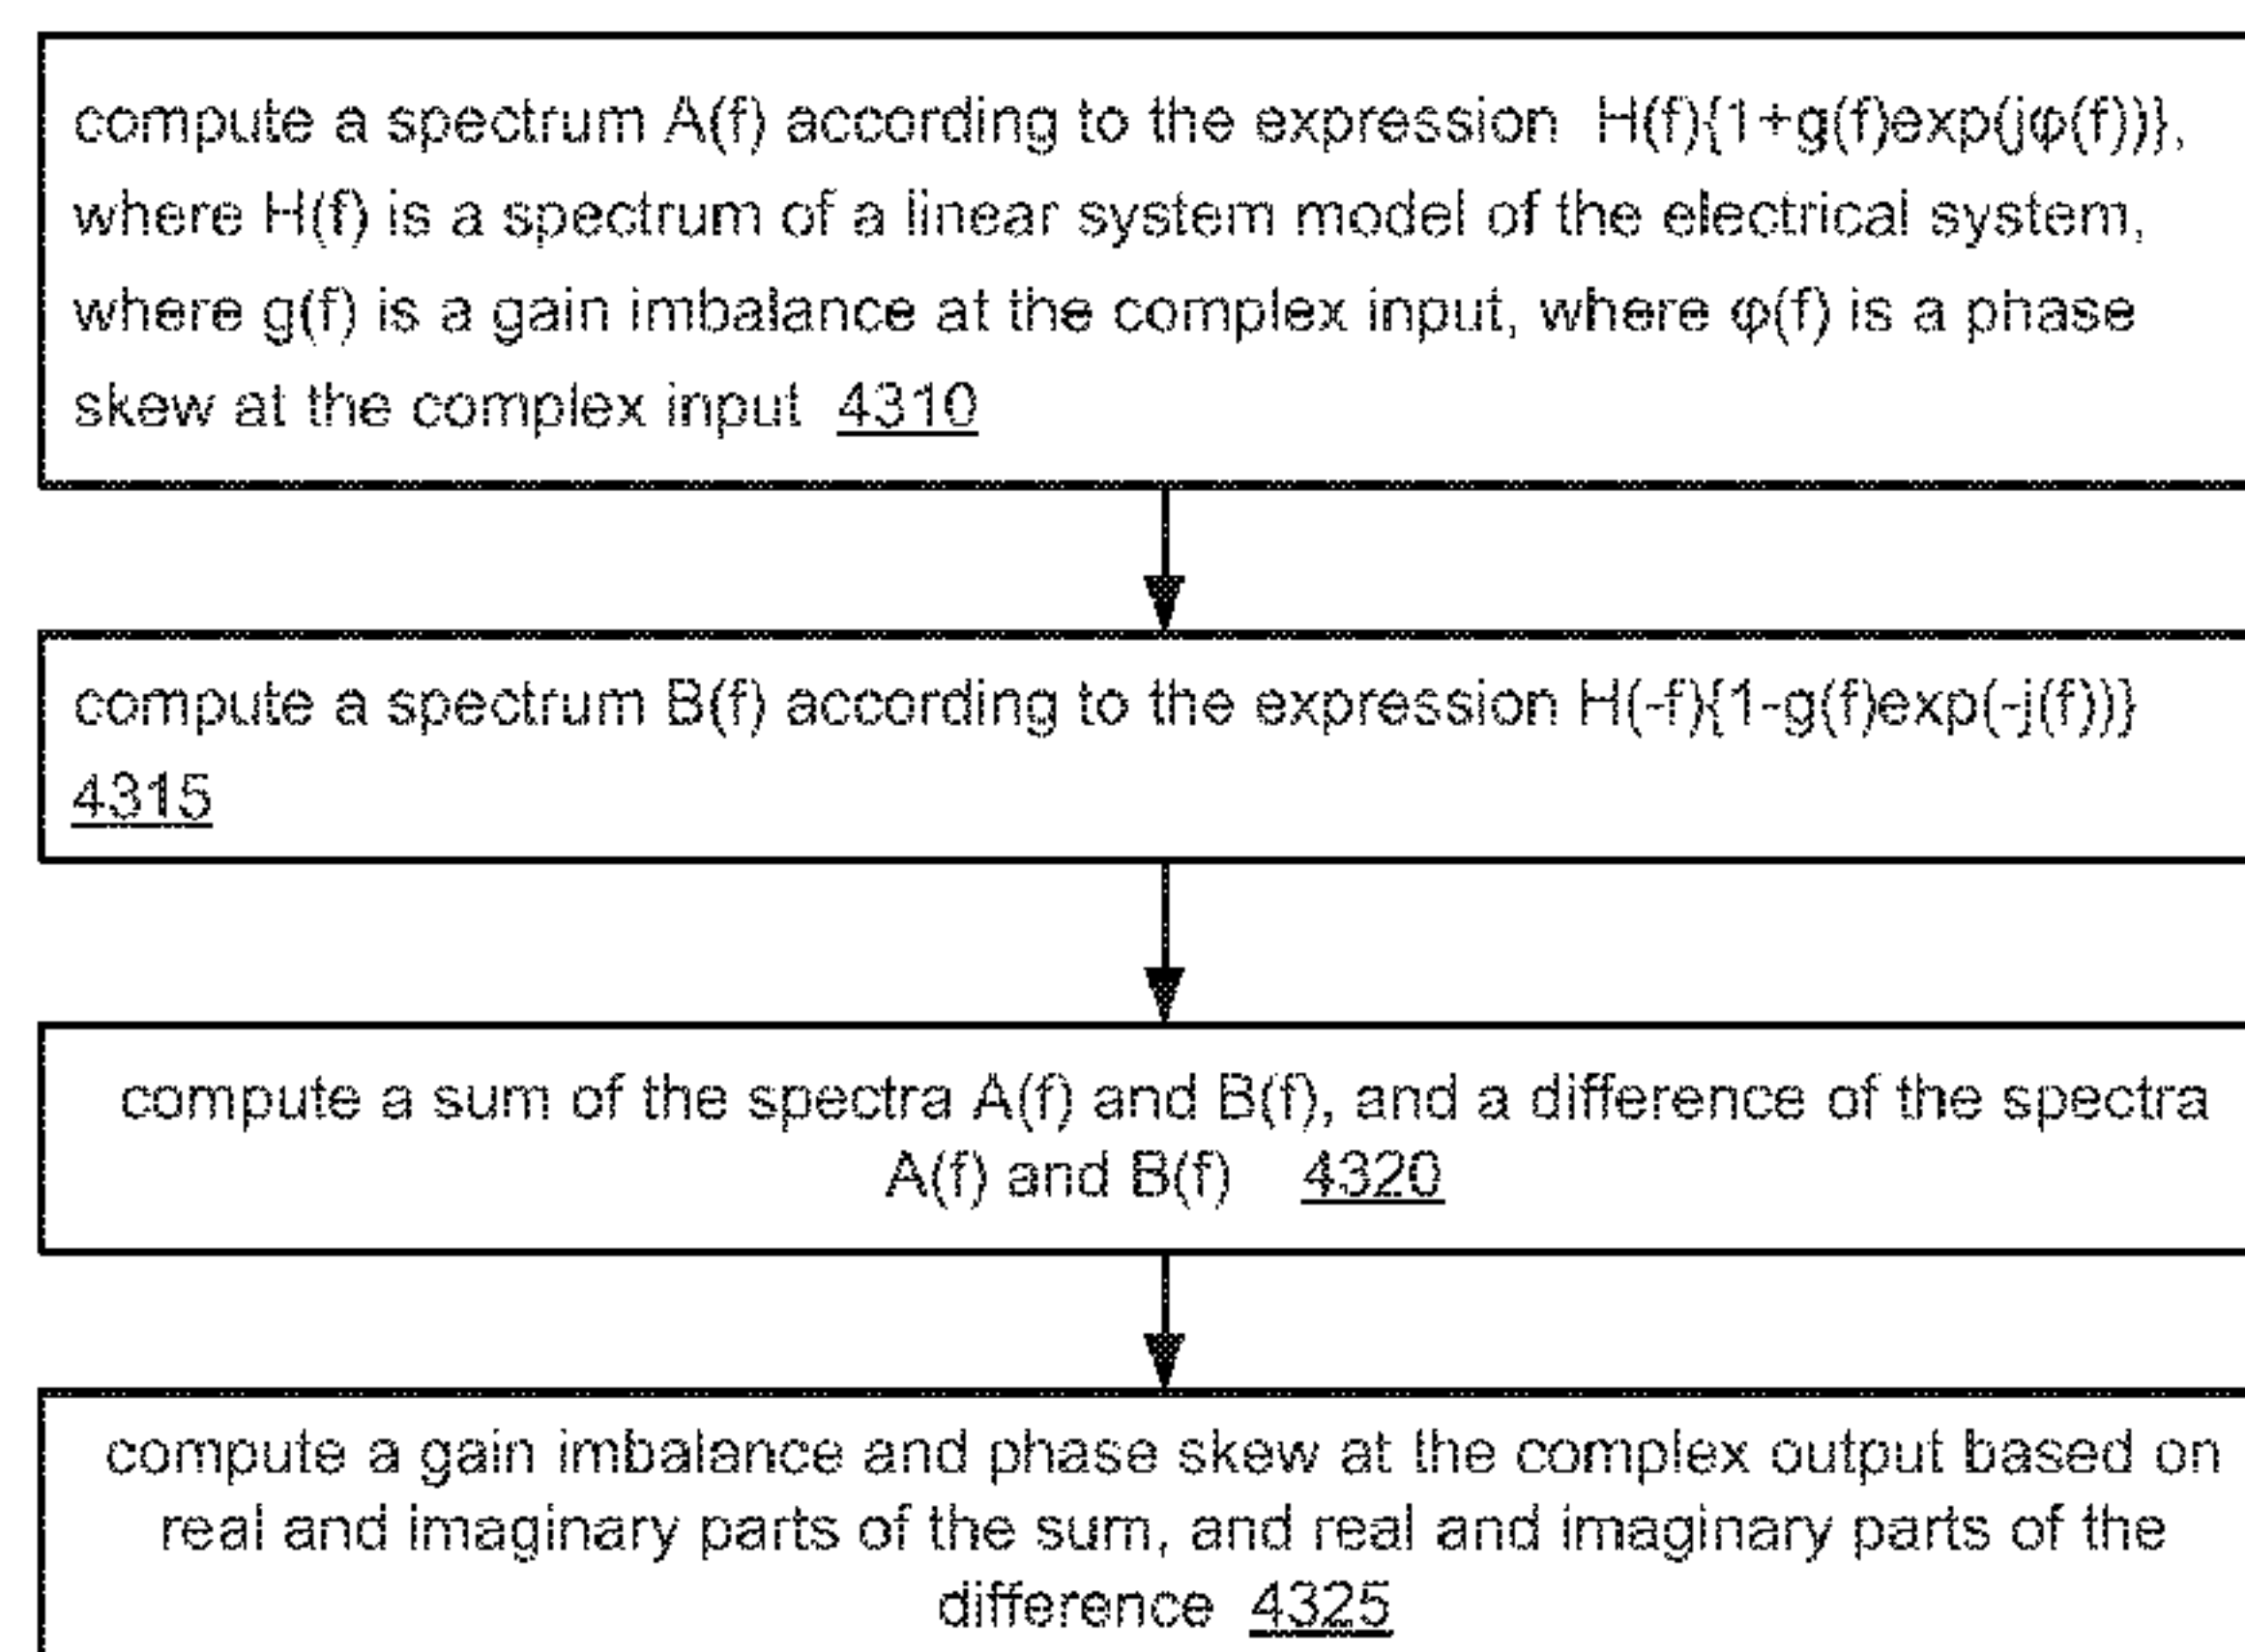 compute a spectrum A(f) according to the expression H(f){1+g(f)exp(jφ(f))},
where H(f) is a spectrum of a linear system model of the electrical system,
where g(f) is a gain imbalance at the complex input, where φ(f) is a phase
skew at the complex input 4310
compute a spectrum B(f) according to the expression H(-f){1-g(f)exp(-j(f))}
4315
compute a sum of the spectra A(f) and B(f), and a difference of the spectra
A(f) and B(f) 4320
compute a gain imbalance and phase skew at the complex output based on
real and imaginary parts of the sum, and real and imaginary parts of the
difference 4325